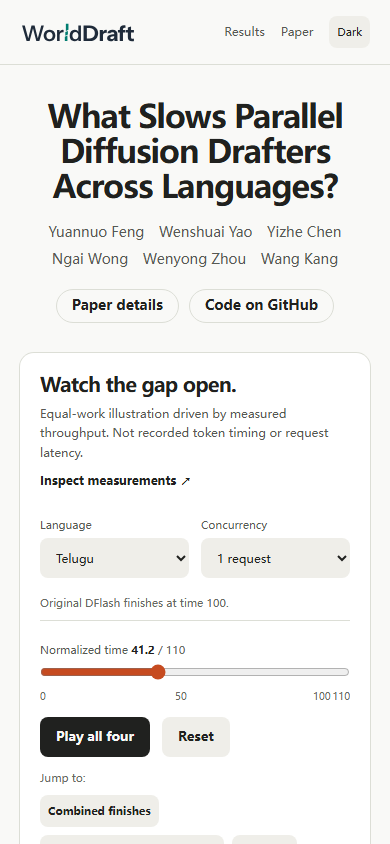 WorldDraft
Results Paper Dark
What Slows Parallel
Diffusion Drafters
Across Languages?
Yuannuo Feng Wenshuai Yao Yizhe Chen
Ngai Wong Wenyong Zhou Wang Kang
Paper details Code on GitHub
Watch the gap open.
Equal-work illustration driven by measured
throughput. Not recorded token timing or request
latency.
Inspect measurements ↗
Language Concurrency
Telugu 1 request
Original DFlash finishes at time 100.
Normalized time 41.2 / 110
0 50 100 110
Play all four Reset
Jump to:
Combined finishes